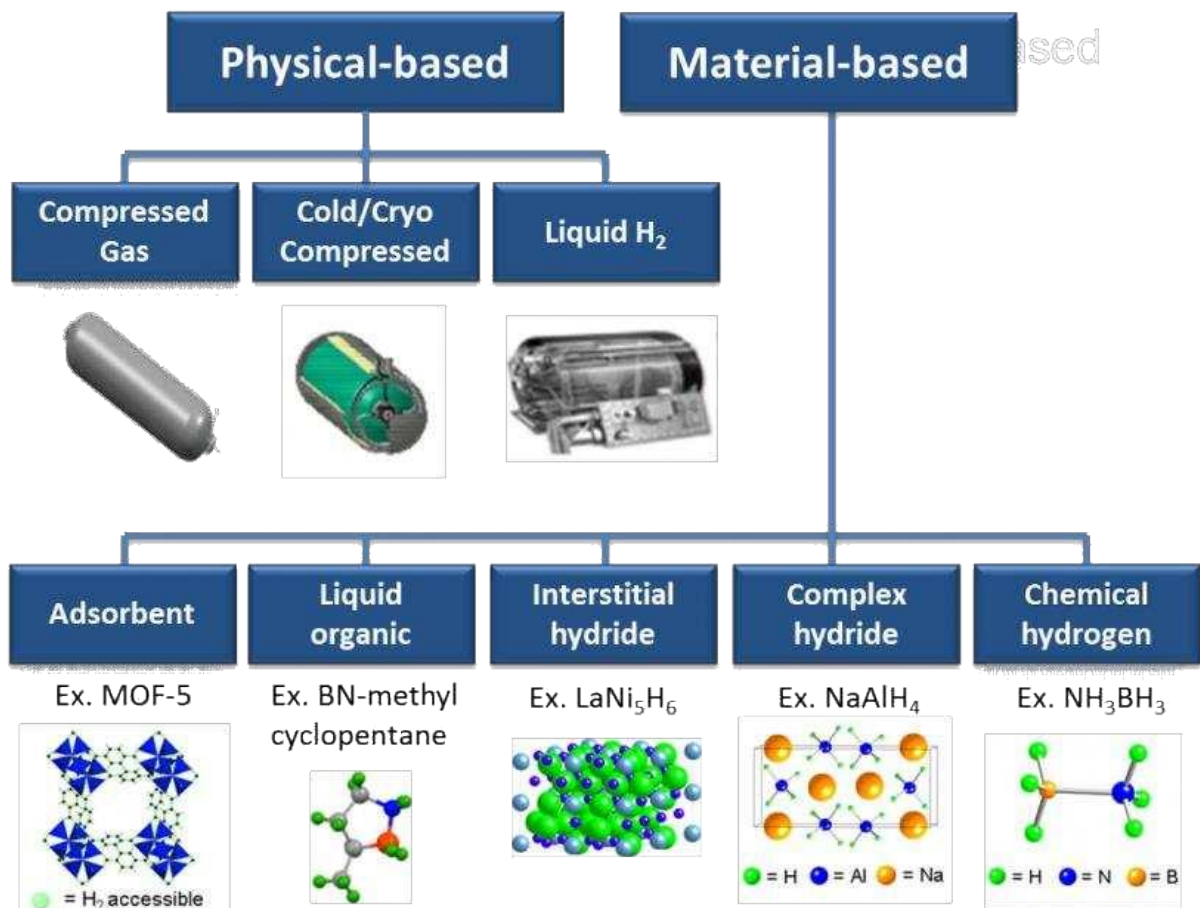 Physical-based
Material-based
ased
Compressed
Gas
Cold/Cryo
Compressed
Liquid H₂
Adsorbent
Liquid
organic
Interstitial
hydride
Complex
hydride
Chemical
hydrogen
Ex. MOF-5
Ex. BN-methyl
cyclopentane
Ex. LaNi₅H₆
Ex. NaAlH₄
Ex. NH₃BH₃
= H₂ accessible
= H = Al = Na
= H = N = B